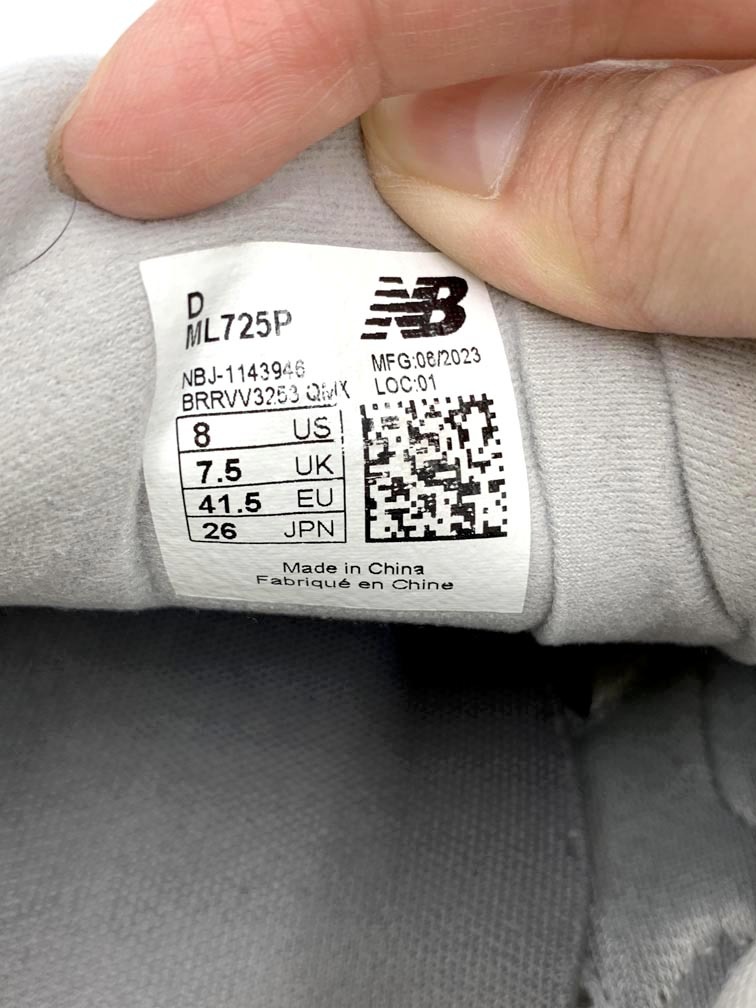 D
ML725P
NB
NBJ-1143946
BRRVV3253 QMX
MFG:06/2023
LOC:01
8 US
7.5 UK
41.5 EU
26 JPN
Made in China
Fabriqué en Chine